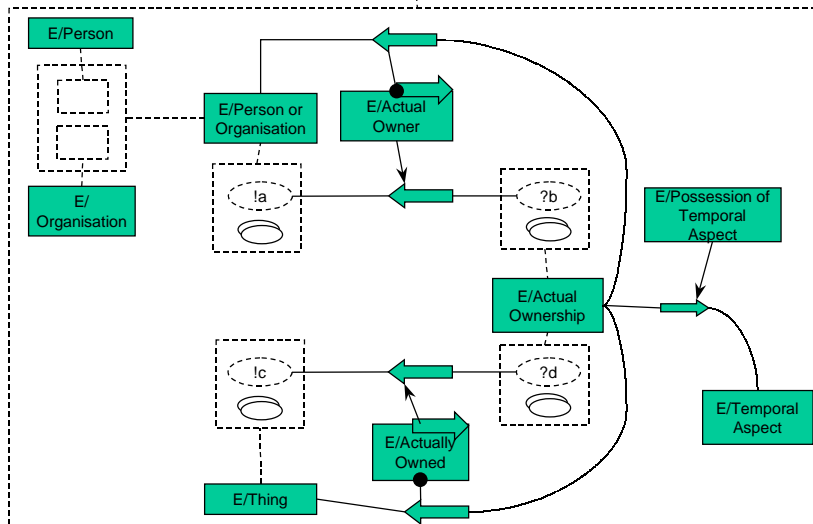 E/Person
E/Person or
Organisation
E/Actual
Owner
E/
Organisation
!a
?b
E/Possession of
Temporal
Aspect
E/Actual
Ownership
!c
?d
E/Temporal
Aspect
E/Actually
Owned
E/Thing